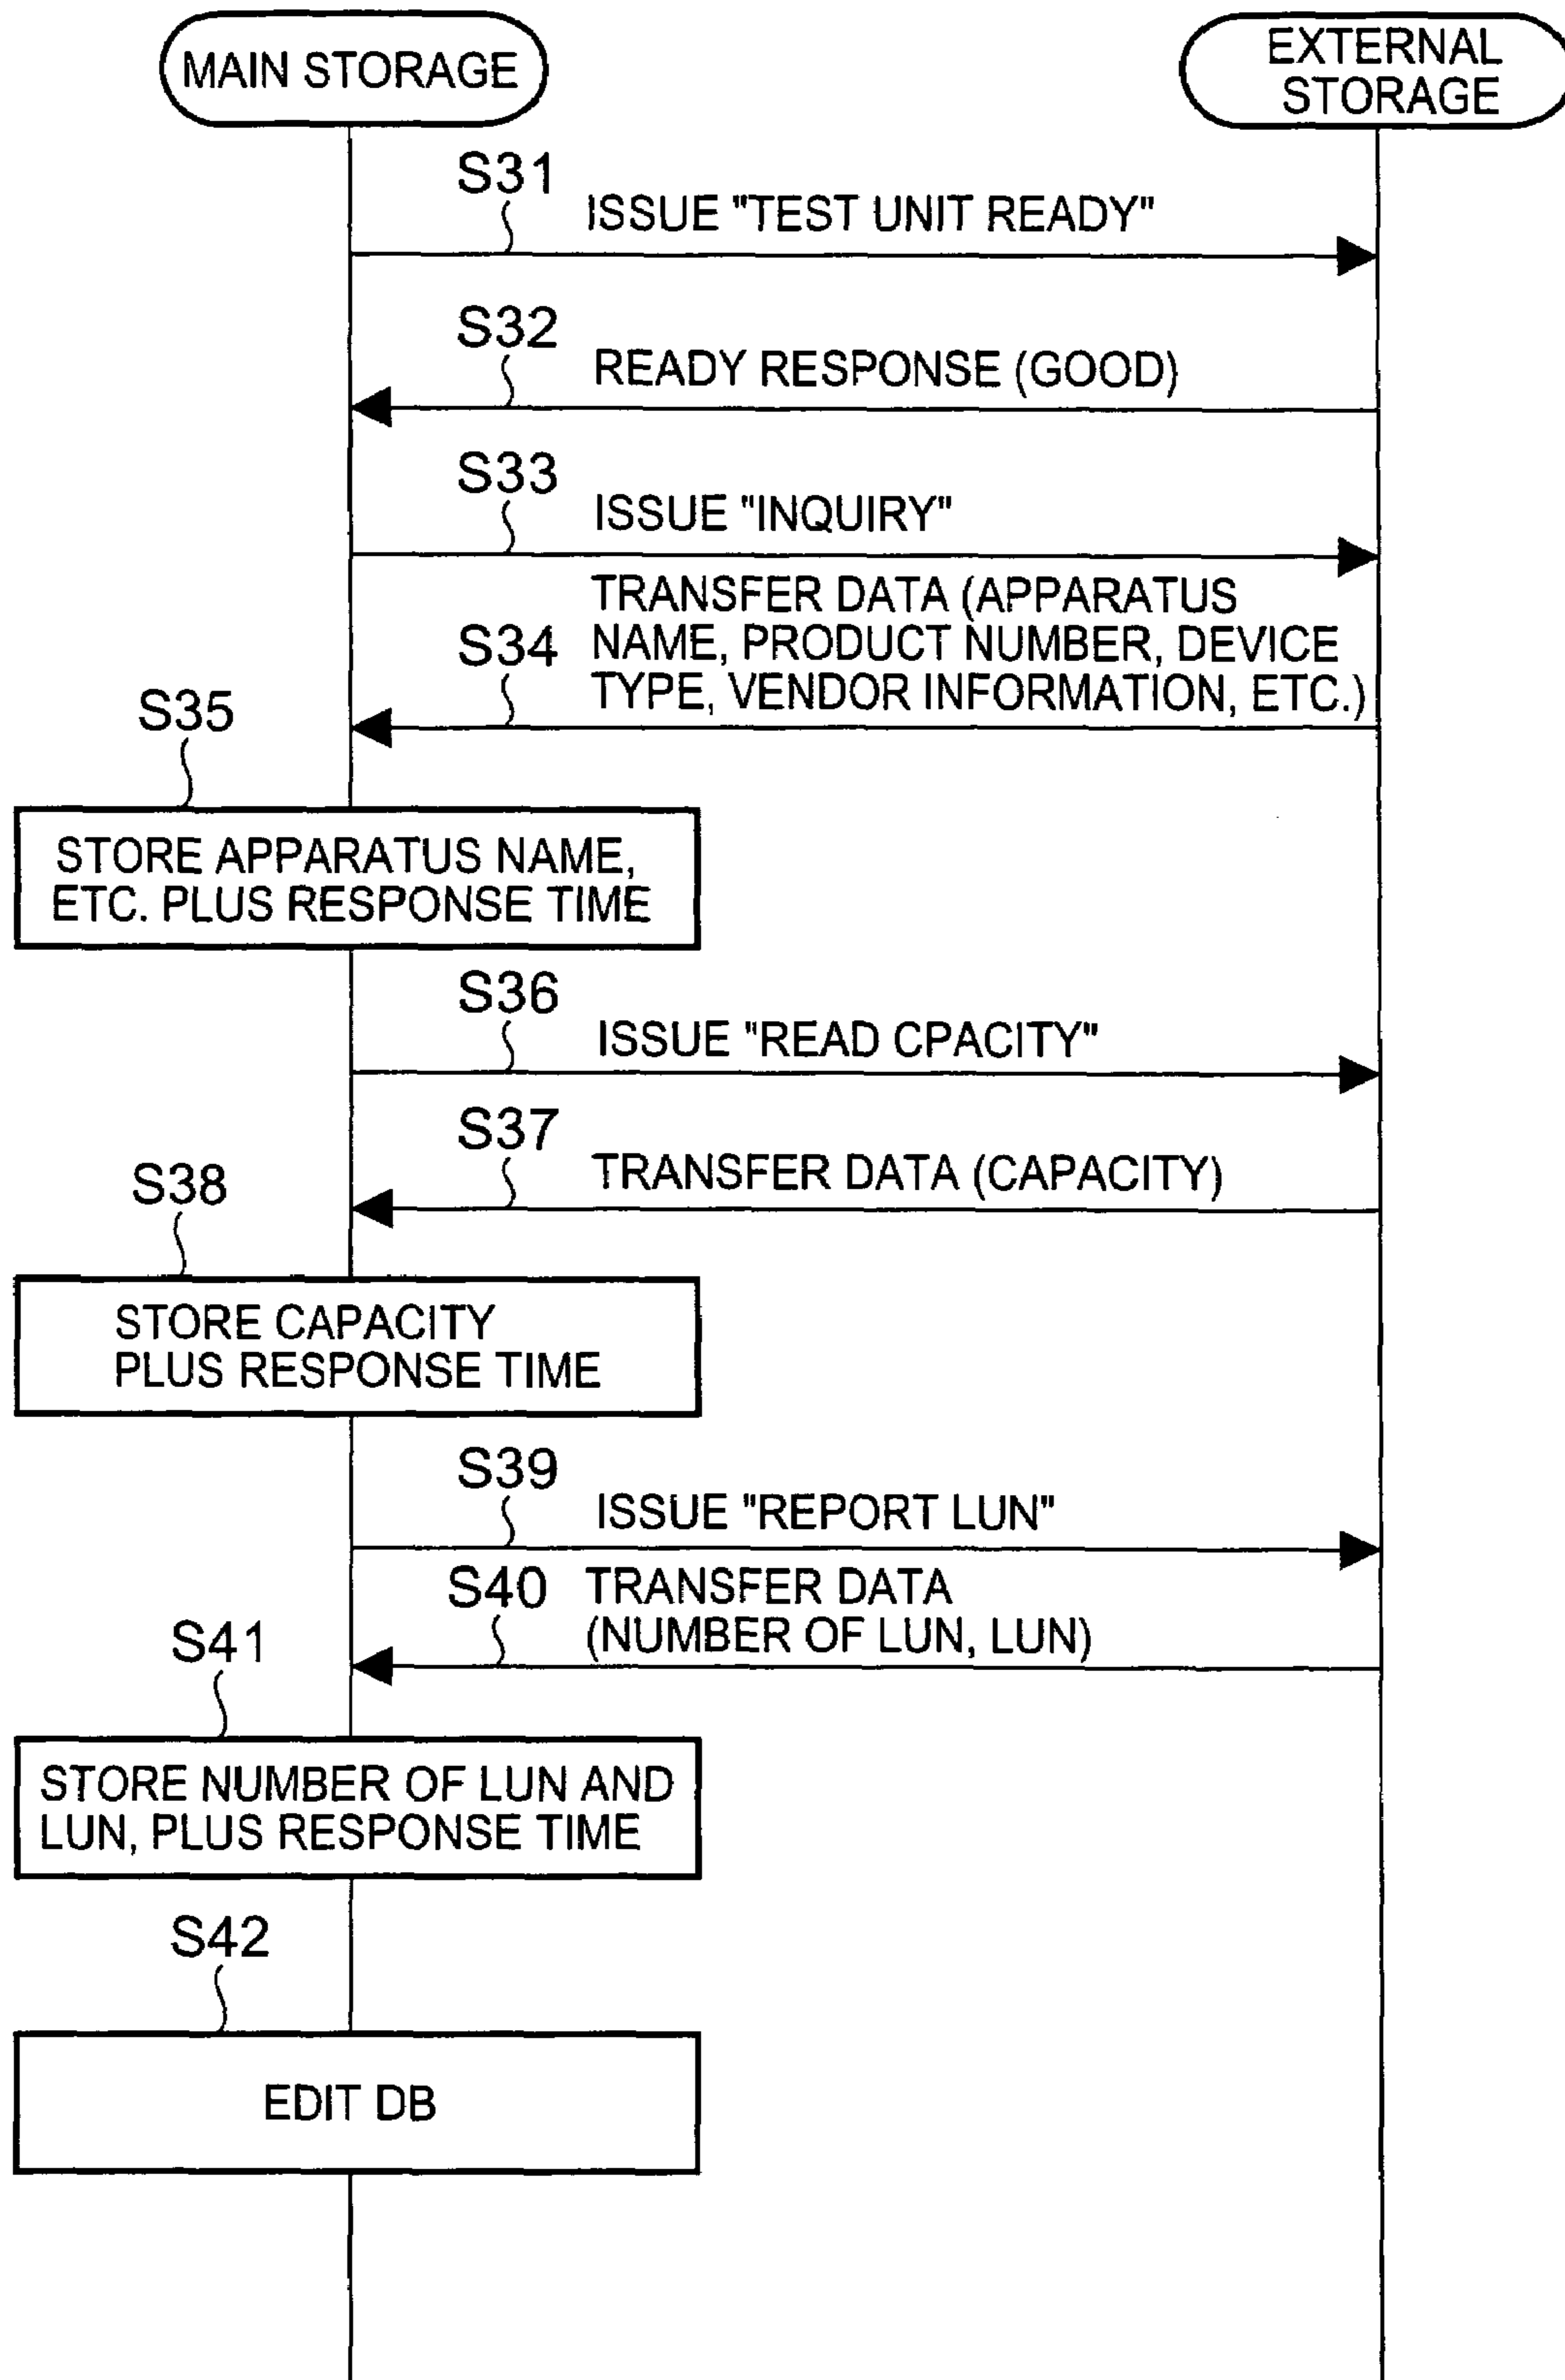 MAIN STORAGE
EXTERNAL
STORAGE
S31
ISSUE "TEST UNIT READY"
S32
READY RESPONSE (GOOD)
S33
ISSUE "INQUIRY"
S34
TRANSFER DATA (APPARATUS
NAME, PRODUCT NUMBER, DEVICE
TYPE, VENDOR INFORMATION, ETC.)
S35
STORE APPARATUS NAME,
ETC. PLUS RESPONSE TIME
S36
ISSUE "READ CPACITY"
S37
TRANSFER DATA (CAPACITY)
S38
STORE CAPACITY
PLUS RESPONSE TIME
S39
ISSUE "REPORT LUN"
S40
TRANSFER DATA
(NUMBER OF LUN, LUN)
S41
STORE NUMBER OF LUN AND
LUN, PLUS RESPONSE TIME
S42
EDIT DB